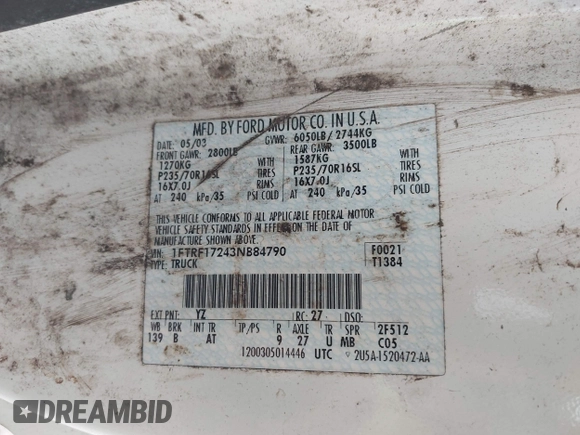 MFD. BY FORD MOTOR CO. IN U.S.A.
DATE: 05/03 GVWR: 6050LB/ 2744KG
FRONT GAWR: 2800LB REAR GAWR: 3500LB
1270KG WITH 1587KG WITH
P235/70R16SL TIRES P235/70R16SL TIRES
16X7.0J RIMS 16X7.0J RIMS
AT 240 kPa/35 PSI COLD AT 240 kPa/35 PSI COLD
THIS VEHICLE CONFORMS TO ALL APPLICABLE FEDERAL MOTOR
VEHICLE SAFETY STANDARDS IN EFFECT ON THE DATE OF
MANUFACTURE SHOWN ABOVE.
VIN: 1FTRF17243NB84790 F0021
TYPE: TRUCK T1384
EXT PNT: YZ RC: 27 DSO:
WB BRK INT TR TP/PS R AXLE TR SPR 2F512
139 B AT 9 27 U MB C05
1200305014446 UTC 2U5A-1520472-AA
DREAMBID